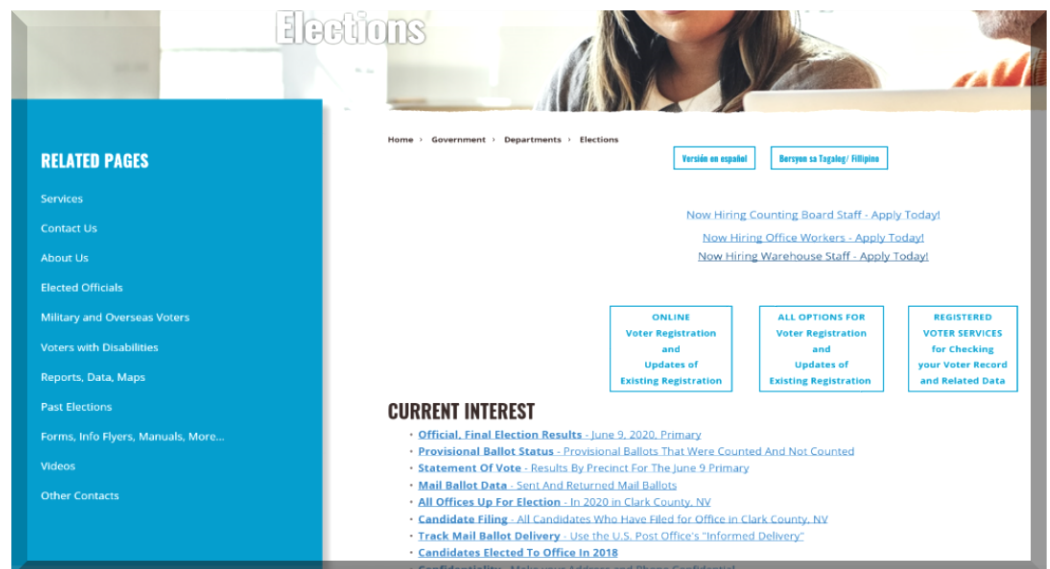 Elections
RELATED PAGES
Services
Contact Us
About Us
Elected Officials
Military and Overseas Voters
Voters with Disabilities
Reports, Data, Maps
Past Elections
Forms, Info Flyers, Manuals, More...
Videos
Other Contacts
Home › Government › Departments › Elections
Versión en español
Bersyon sa Tagalog/ Fillipino
Now Hiring Counting Board Staff - Apply Today!
Now Hiring Office Workers - Apply Today!
Now Hiring Warehouse Staff - Apply Today!
ONLINE
Voter Registration
and
Updates of
Existing Registration
ALL OPTIONS FOR
Voter Registration
and
Updates of
Existing Registration
REGISTERED
VOTER SERVICES
for Checking
your Voter Record
and Related Data
CURRENT INTEREST
• Official, Final Election Results - June 9, 2020, Primary
• Provisional Ballot Status - Provisional Ballots That Were Counted And Not Counted
• Statement Of Vote - Results By Precinct For The June 9 Primary
• Mail Ballot Data - Sent And Returned Mail Ballots
• All Offices Up For Election - In 2020 in Clark County, NV
• Candidate Filing - All Candidates Who Have Filed for Office in Clark County, NV
• Track Mail Ballot Delivery - Use the U.S. Post Office's "Informed Delivery"
• Candidates Elected To Office In 2018
• Confidentiality - Make your Address and Phone Confidential